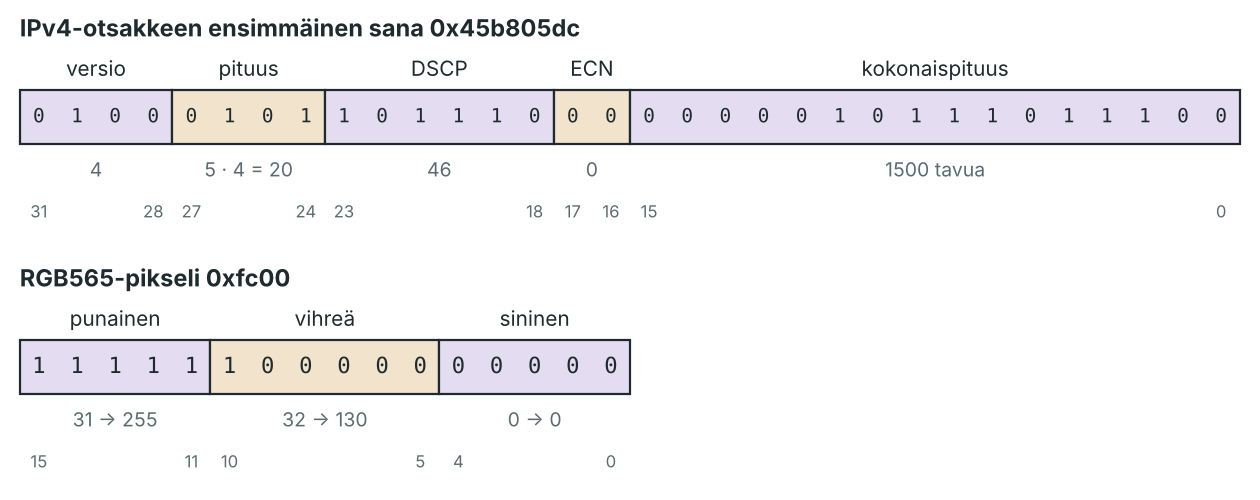 IPv4-otsakkeen ensimmäinen sana 0x45b805dc
versio pituus DSCP ECN kokonaispituus
0 1 0 0 0 1 0 1 1 0 1 1 1 0 0 0 0 0 0 0 0 1 0 1 1 1 0 1 1 1 0 0
4 5 · 4 = 20 46 0 1500 tavua
31 28 27 24 23 18 17 16 15 0
RGB565-pikseli 0xfc00
punainen vihreä sininen
1 1 1 1 1 1 0 0 0 0 0 0 0 0 0 0
31 → 255 32 → 130 0 → 0
15 11 10 5 4 0